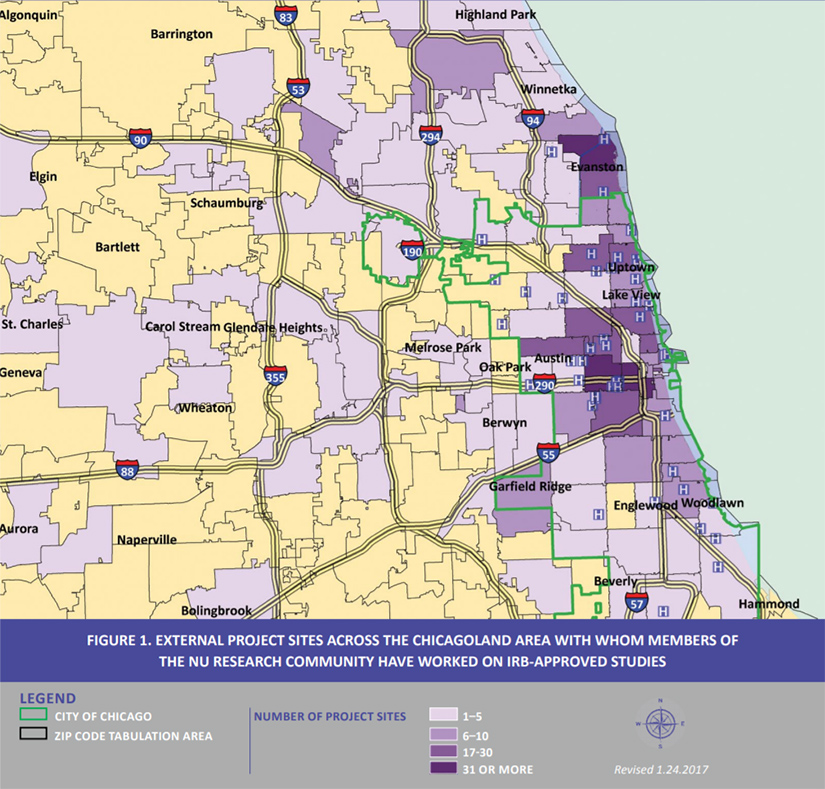 Algonquin
83
Highland Park
Barrington
53
Winnetka
94
90
294
Evanston
Elgin
Schaumburg
Bartlett
190
H
Uptown
Lake View
St. Charles
Carol Stream
Glendale Heights
Melrose Park
Austin
Oak Park
Geneva
355
H
290
Wheaton
Berwyn
88
55
Garfield Ridge
Englewood
Woodlawn
Aurora
Naperville
Beverly
Bolingbrook
57
Hammond
FIGURE 1. EXTERNAL PROJECT SITES ACROSS THE CHICAGOLAND AREA WITH WHOM MEMBERS OF
THE NU RESEARCH COMMUNITY HAVE WORKED ON IRB-APPROVED STUDIES
LEGEND
CITY OF CHICAGO
ZIP CODE TABULATION AREA
NUMBER OF PROJECT SITES
1–5
6–10
17-30
31 OR MORE
N
W
E
S
Revised 1.24.2017